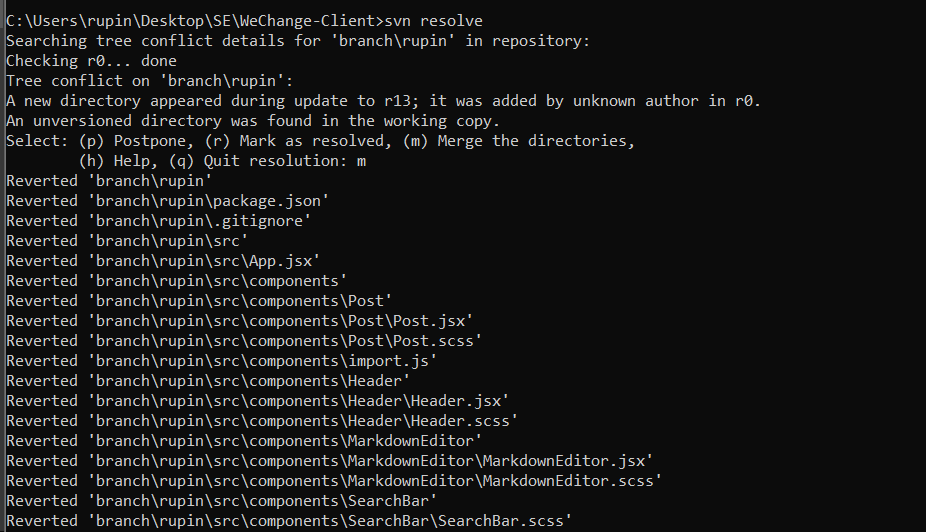 C:\Users\rupin\Desktop\SE\WeChange-Client>svn resolve
Searching tree conflict details for 'branch\rupin' in repository:
Checking r0... done
Tree conflict on 'branch\rupin':
A new directory appeared during update to r13; it was added by unknown author in r0.
An unversioned directory was found in the working copy.
Select: (p) Postpone, (r) Mark as resolved, (m) Merge the directories,
        (h) Help, (q) Quit resolution: m
Reverted 'branch\rupin'
Reverted 'branch\rupin\package.json'
Reverted 'branch\rupin\.gitignore'
Reverted 'branch\rupin\src'
Reverted 'branch\rupin\src\App.jsx'
Reverted 'branch\rupin\src\components'
Reverted 'branch\rupin\src\components\Post'
Reverted 'branch\rupin\src\components\Post\Post.jsx'
Reverted 'branch\rupin\src\components\Post\Post.scss'
Reverted 'branch\rupin\src\components\import.js'
Reverted 'branch\rupin\src\components\Header'
Reverted 'branch\rupin\src\components\Header\Header.jsx'
Reverted 'branch\rupin\src\components\Header\Header.scss'
Reverted 'branch\rupin\src\components\MarkdownEditor'
Reverted 'branch\rupin\src\components\MarkdownEditor\MarkdownEditor.jsx'
Reverted 'branch\rupin\src\components\MarkdownEditor\MarkdownEditor.scss'
Reverted 'branch\rupin\src\components\SearchBar'
Reverted 'branch\rupin\src\components\SearchBar\SearchBar.scss'